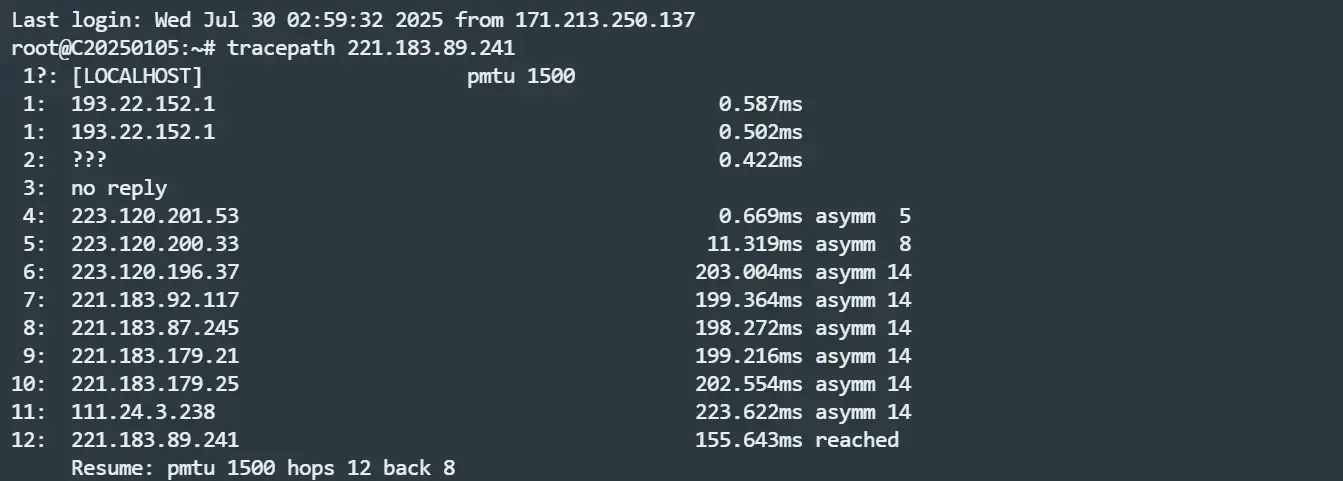 Last login: Wed Jul 30 02:59:32 2025 from 171.213.250.137
root@C20250105:~# tracepath 221.183.89.241
 1?: [LOCALHOST]                      pmtu 1500
 1:  193.22.152.1                                          0.587ms
 1:  193.22.152.1                                          0.502ms
 2:  ???                                                   0.422ms
 3:  no reply
 4:  223.120.201.53                                        0.669ms asymm  5
 5:  223.120.200.33                                       11.319ms asymm  8
 6:  223.120.196.37                                      203.004ms asymm 14
 7:  221.183.92.117                                      199.364ms asymm 14
 8:  221.183.87.245                                      198.272ms asymm 14
 9:  221.183.179.21                                      199.216ms asymm 14
10:  221.183.179.25                                      202.554ms asymm 14
11:  111.24.3.238                                        223.622ms asymm 14
12:  221.183.89.241                                      155.643ms reached
     Resume: pmtu 1500 hops 12 back 8